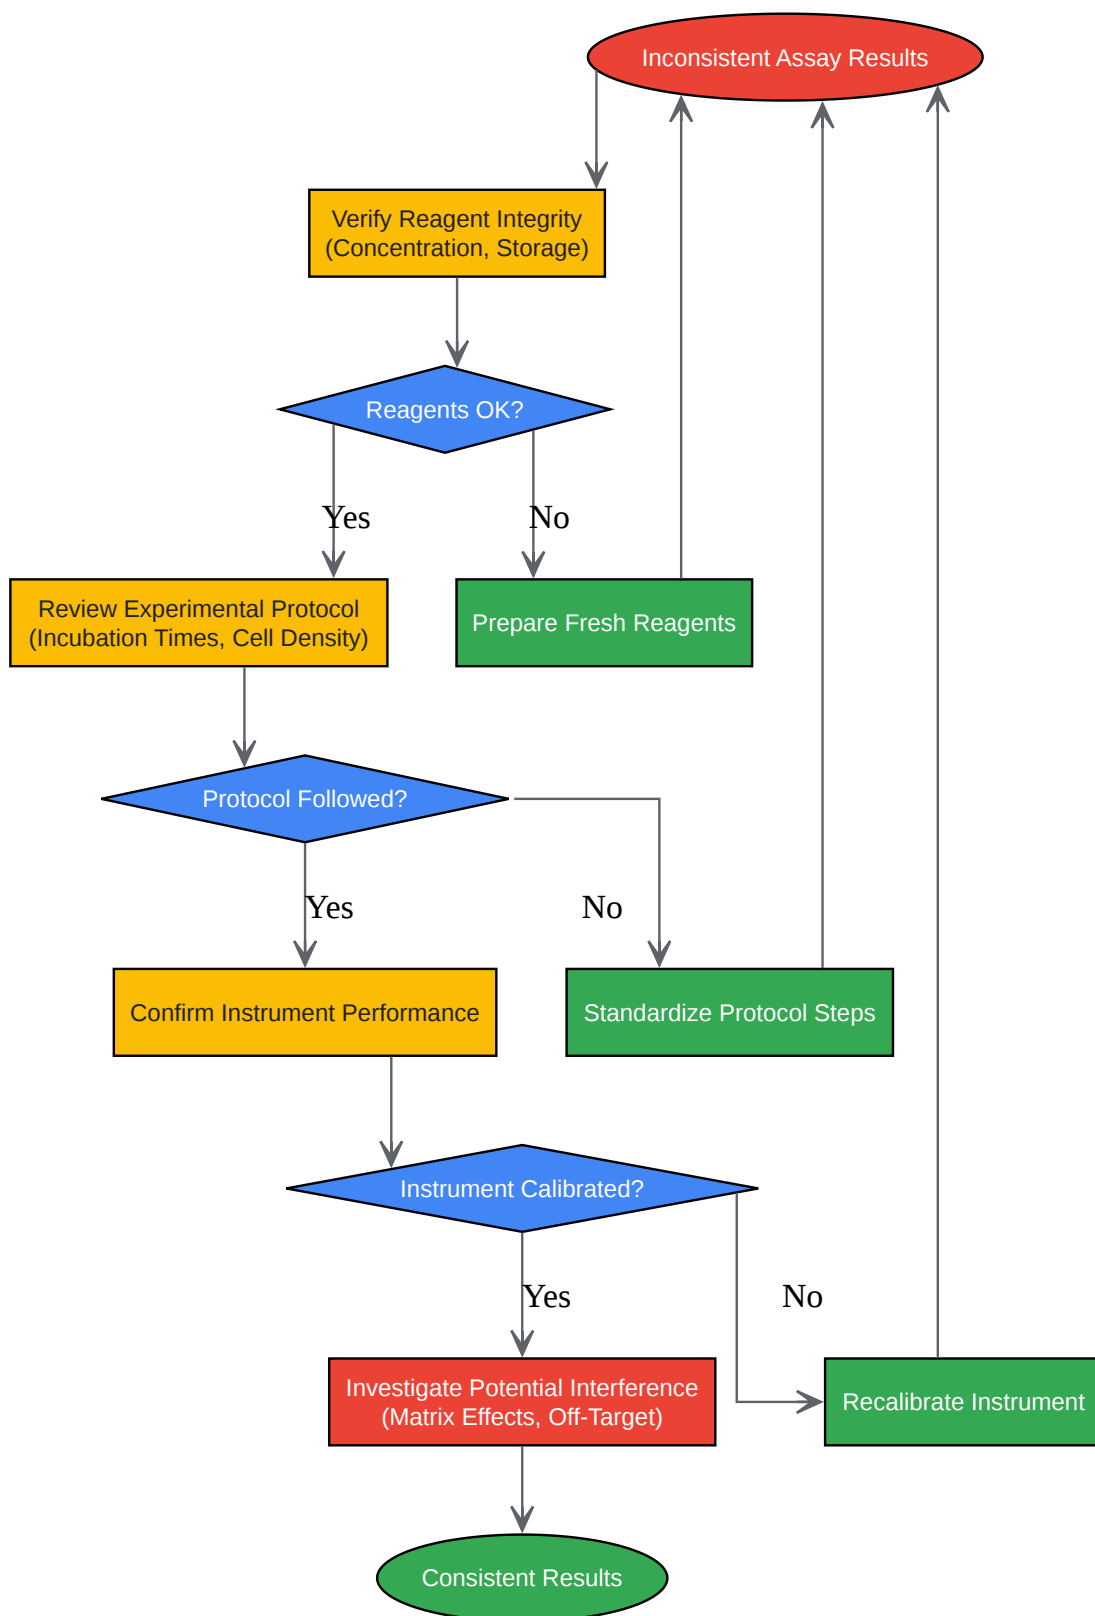 Inconsistent Assay Results
Verify Reagent Integrity
(Concentration, Storage)
Reagents OK?
Yes
No
Review Experimental Protocol
(Incubation Times, Cell Density)
Prepare Fresh Reagents
Protocol Followed?
Yes
No
Confirm Instrument Performance
Standardize Protocol Steps
Instrument Calibrated?
Yes
No
Investigate Potential Interference
(Matrix Effects, Off-Target)
Recalibrate Instrument
Consistent Results